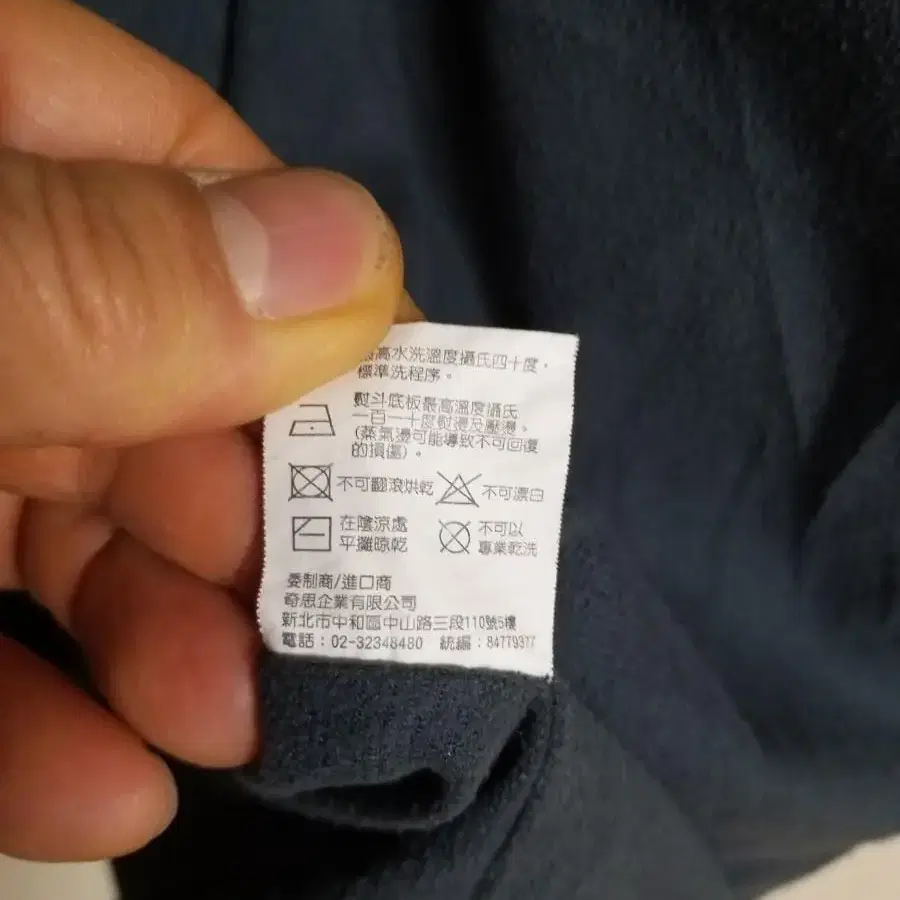 最高水洗溫度攝氏四十度，
標準洗程序。
熨斗底板最高溫度攝氏
一百一十度熨燙及壓燙。
(蒸氣燙可能導致不可回復
的損傷)。
不可翻滾烘乾 不可漂白
在陰涼處 不可以
平攤晾乾 專業乾洗
委制商/進口商
奇思企業有限公司
新北市中和區中山路三段110號5樓
電話：02-32348480 統編：84779377